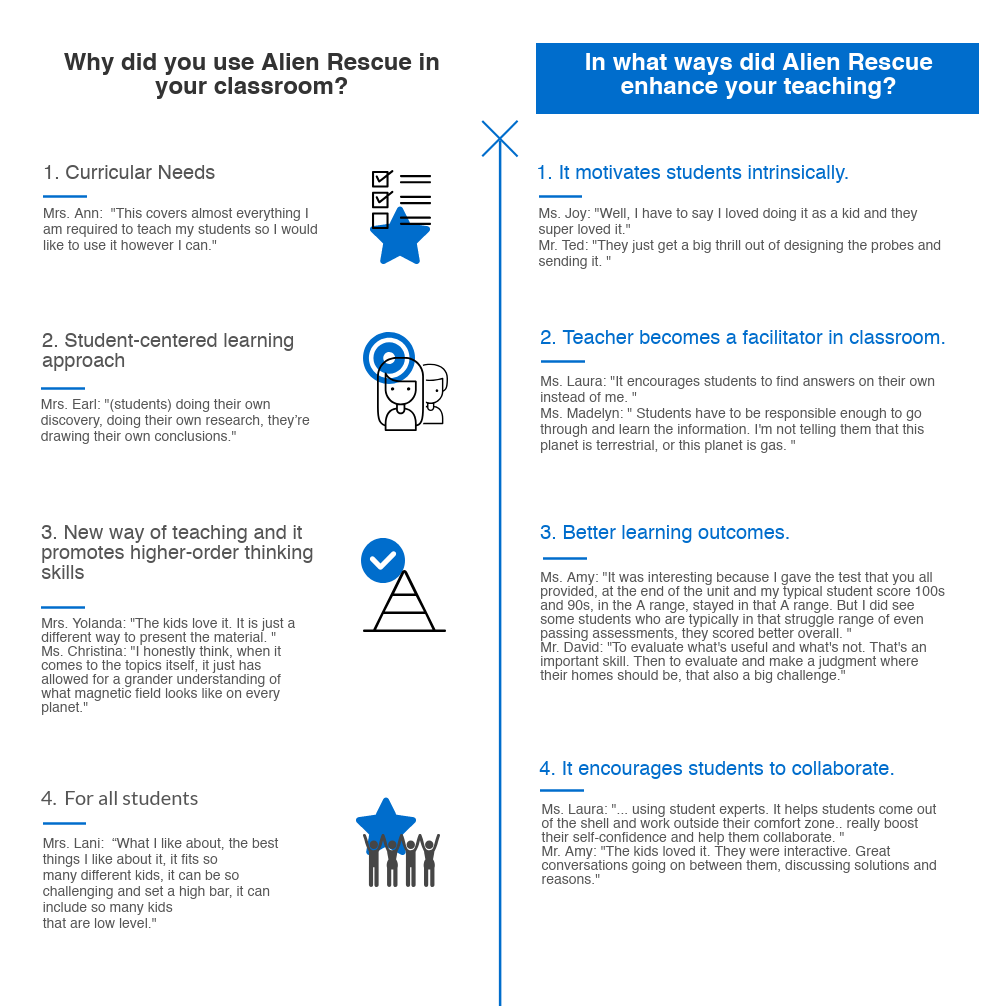 Why did you use Alien Rescue in
your classroom?
1. Curricular Needs
Mrs. Ann:  "This covers almost everything I
am required to teach my students so I would
like to use it however I can."
2. Student-centered learning
approach
Mrs. Earl: "(students) doing their own
discovery, doing their own research, they’re
drawing their own conclusions."
3. New way of teaching and it
promotes higher-order thinking
skills
Mrs. Yolanda: "The kids love it. It is just a
different way to present the material. "
Ms. Christina: "I honestly think, when it
comes to the topics itself, it just has
allowed for a grander understanding of
what magnetic field looks like on every
planet."
4. For all students
Mrs. Lani:  “What I like about, the best
things I like about it, it fits so
many different kids, it can be so
challenging and set a high bar, it can
include so many kids
that are low level."
In what ways did Alien Rescue
enhance your teaching?
1. It motivates students intrinsically.
Ms. Joy: "Well, I have to say I loved doing it as a kid and they
super loved it."
Mr. Ted: "They just get a big thrill out of designing the probes and
sending it. "
2. Teacher becomes a facilitator in classroom.
Ms. Laura: "It encourages students to find answers on their own
instead of me. "
Ms. Madelyn: " Students have to be responsible enough to go
through and learn the information. I'm not telling them that this
planet is terrestrial, or this planet is gas. "
3. Better learning outcomes.
Ms. Amy: "It was interesting because I gave the test that you all
provided, at the end of the unit and my typical student score 100s
and 90s, in the A range, stayed in that A range. But I did see
some students who are typically in that struggle range of even
passing assessments, they scored better overall. "
Mr. David: "To evaluate what's useful and what's not. That's an
important skill. Then to evaluate and make a judgment where
their homes should be, that also a big challenge."
4. It encourages students to collaborate.
Ms. Laura: "... using student experts. It helps students come out
of the shell and work outside their comfort zone.. really boost
their self-confidence and help them collaborate. "
Mr. Amy: "The kids loved it. They were interactive. Great
conversations going on between them, discussing solutions and
reasons."